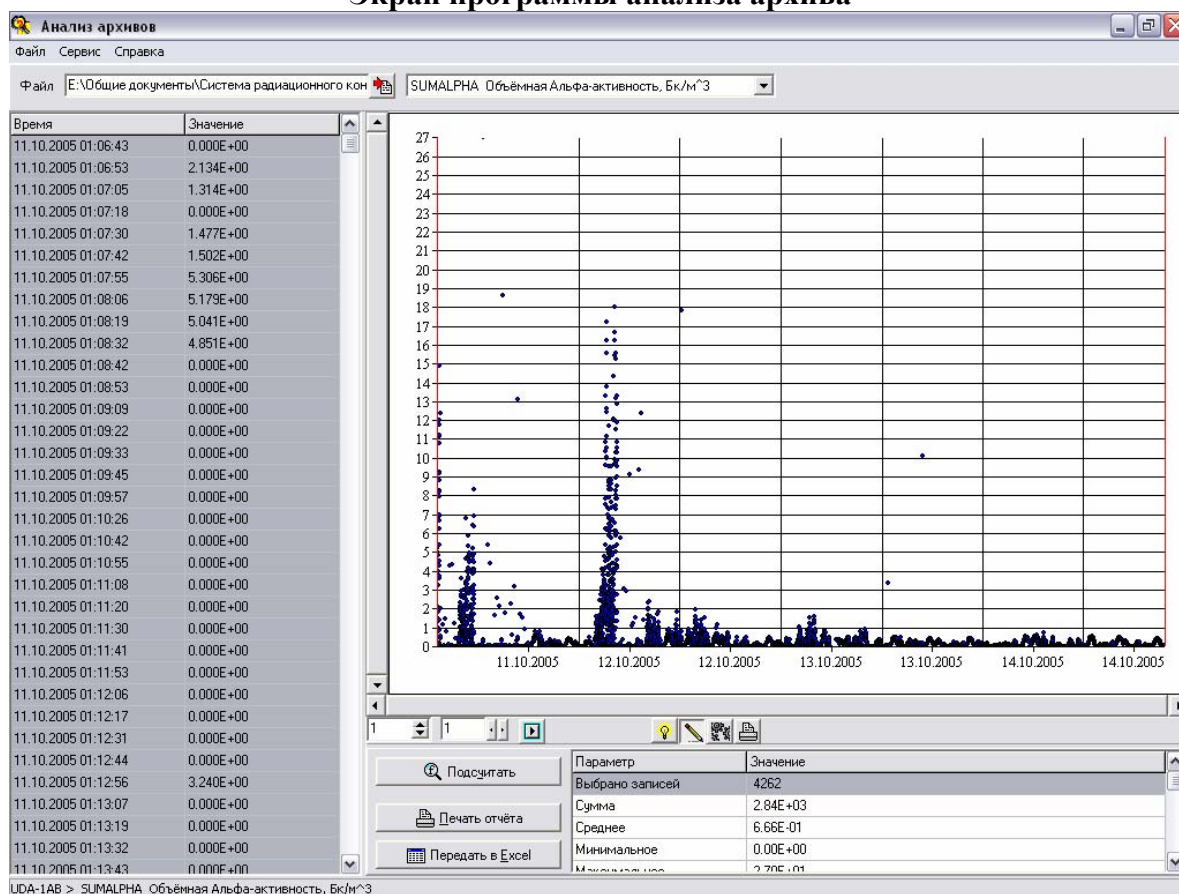 Экран программы анализа архива
Анализ архивов
Файл Сервис Справка
Файл E:\Общие документы\Система радиационного кон SUMALPHA Объёмная Альфа-активность, Бк/м^3
Время Значение
11.10.2005 01:06:43 0.000E+00
11.10.2005 01:06:53 2.134E+00
11.10.2005 01:07:05 1.314E+00
11.10.2005 01:07:18 0.000E+00
11.10.2005 01:07:30 1.477E+00
11.10.2005 01:07:42 1.502E+00
11.10.2005 01:07:55 5.306E+00
11.10.2005 01:08:06 5.179E+00
11.10.2005 01:08:19 5.041E+00
11.10.2005 01:08:32 4.851E+00
11.10.2005 01:08:42 0.000E+00
11.10.2005 01:08:53 0.000E+00
11.10.2005 01:09:09 0.000E+00
11.10.2005 01:09:22 0.000E+00
11.10.2005 01:09:33 0.000E+00
11.10.2005 01:09:45 0.000E+00
11.10.2005 01:09:57 0.000E+00
11.10.2005 01:10:26 0.000E+00
11.10.2005 01:10:42 0.000E+00
11.10.2005 01:10:55 0.000E+00
11.10.2005 01:11:08 0.000E+00
11.10.2005 01:11:20 0.000E+00
11.10.2005 01:11:30 0.000E+00
11.10.2005 01:11:41 0.000E+00
11.10.2005 01:11:53 0.000E+00
11.10.2005 01:12:06 0.000E+00
11.10.2005 01:12:17 0.000E+00
11.10.2005 01:12:31 0.000E+00
11.10.2005 01:12:44 0.000E+00
11.10.2005 01:12:56 3.240E+00
11.10.2005 01:13:07 0.000E+00
11.10.2005 01:13:19 0.000E+00
11.10.2005 01:13:32 0.000E+00
11.10.2005 01:13:43 0.000E+00
27
26
25
24
23
22
21
20
19
18
17
16
15
14
13
12
11
10
9
8
7
6
5
4
3
2
1
0
11.10.2005 12.10.2005 12.10.2005 13.10.2005 13.10.2005 14.10.2005 14.10.2005
1 1
Подсчитать
Печать отчёта
Передать в Excel
Параметр Значение
Выбрано записей 4262
Сумма 2.84E+03
Среднее 6.66E-01
Минимальное 0.00E+00
Максимальное 2.70E+01
UDA-1AB > SUMALPHA Объёмная Альфа-активность, Бк/м^3